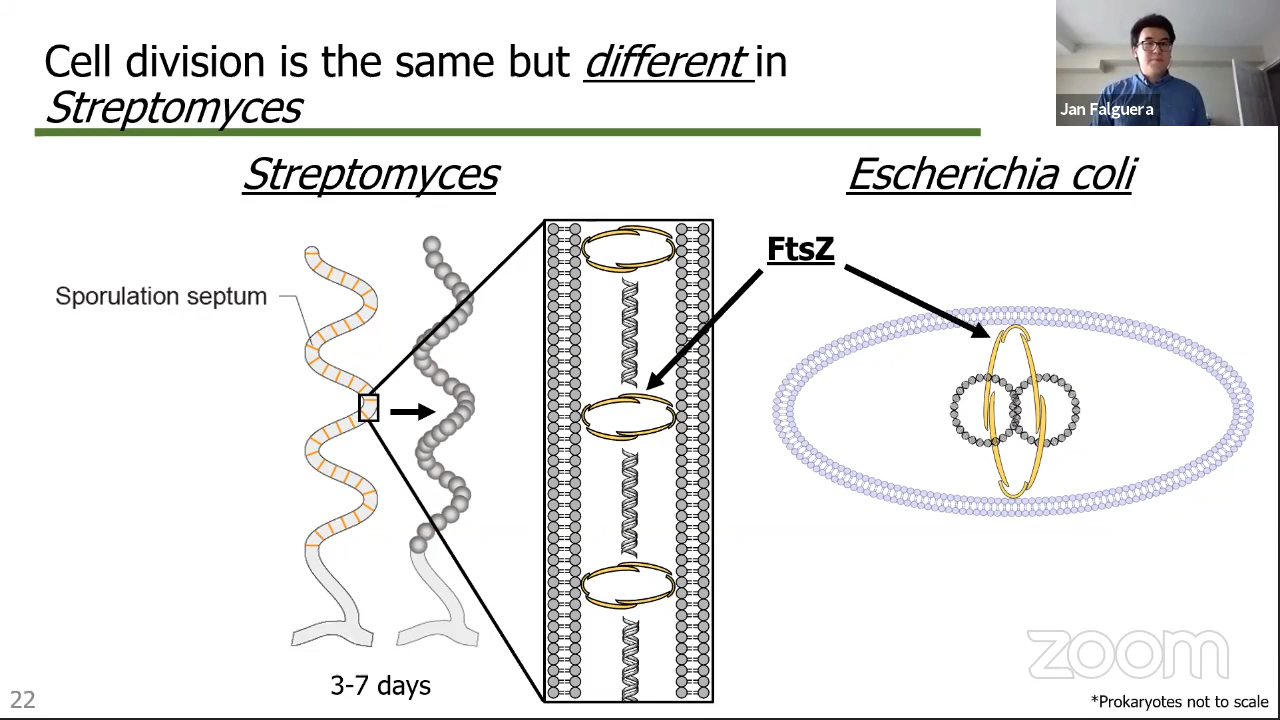 Cell division is the same but different in
Streptomyces
Jan Falguera
Streptomyces
Escherichia coli
FtsZ
Sporulation septum
3-7 days
zoom
22
*Prokaryotes not to scale